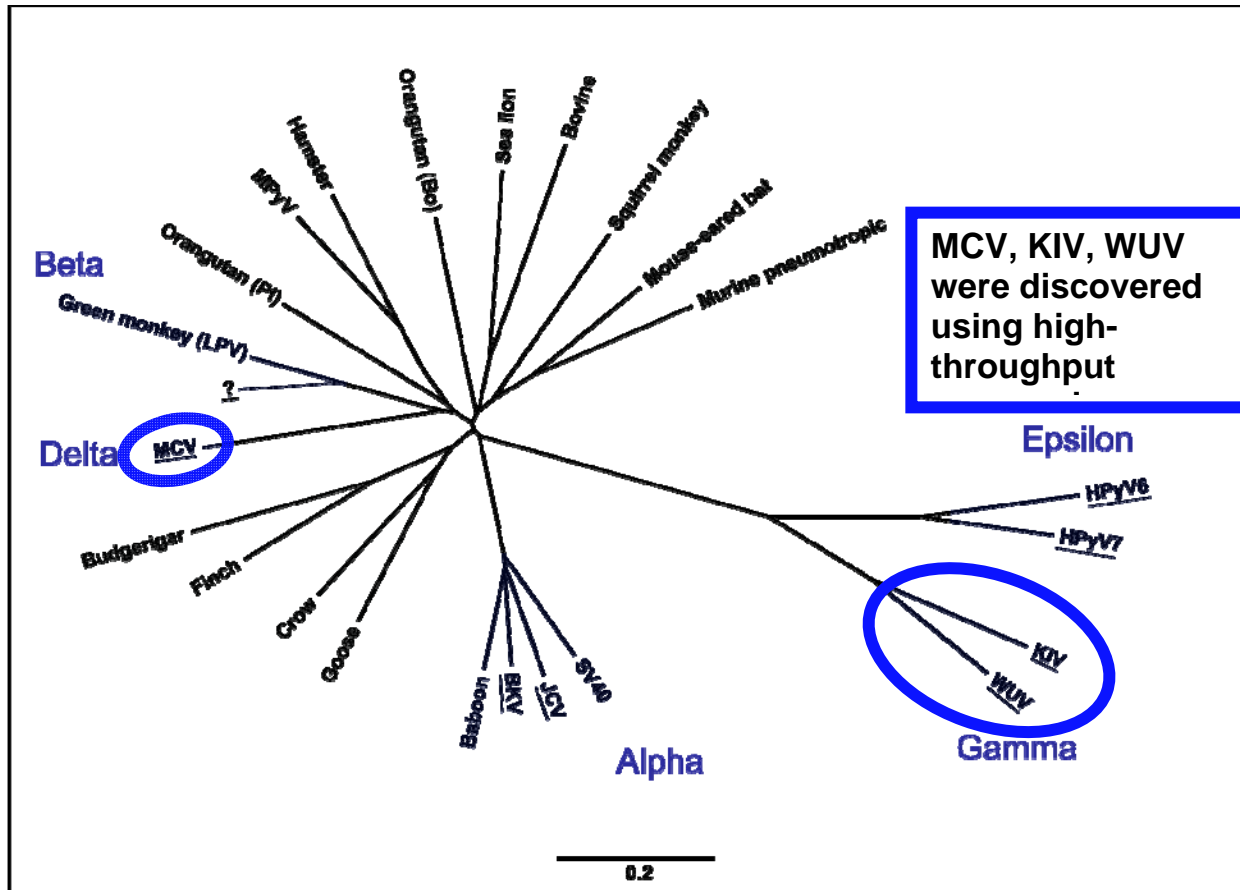 Orangutan (Bo)
Sea lion
Bovine
Hamster
Squirrel monkey
MPyV
Mouse-eared bat
Orangutan (Pi)
Murine pneumotropic
MCV, KIV, WUV
were discovered
using high-
throughput
Beta
Green monkey (LPV)
?
Epsilon
Delta
MCV
HPyV6
HPyV7
Budgerigar
Finch
Crow
Goose
KIV
WUV
Baboon
BKV
JCV
SV40
Gamma
Alpha
0.2